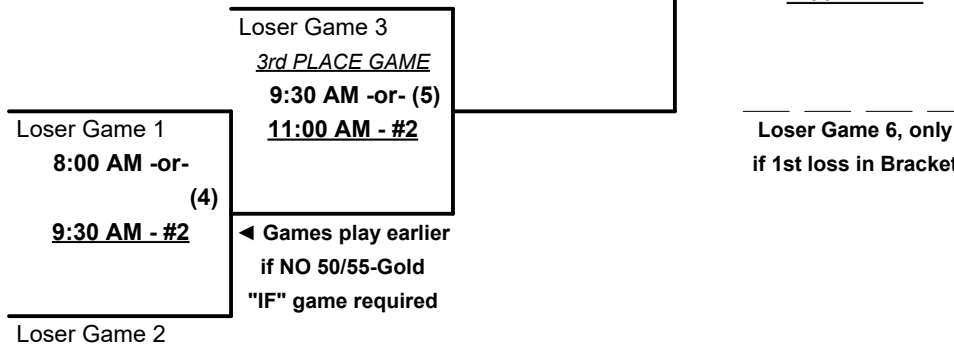 Loser Game 3
3rd PLACE GAME
9:30 AM -or- (5)
11:00 AM - #2
Loser Game 1
8:00 AM -or-
(4)
9:30 AM - #2
◄ Games play earlier
if NO 50/55-Gold
"IF" game required
Loser Game 2
Loser Game 6, only
if 1st loss in Bracket